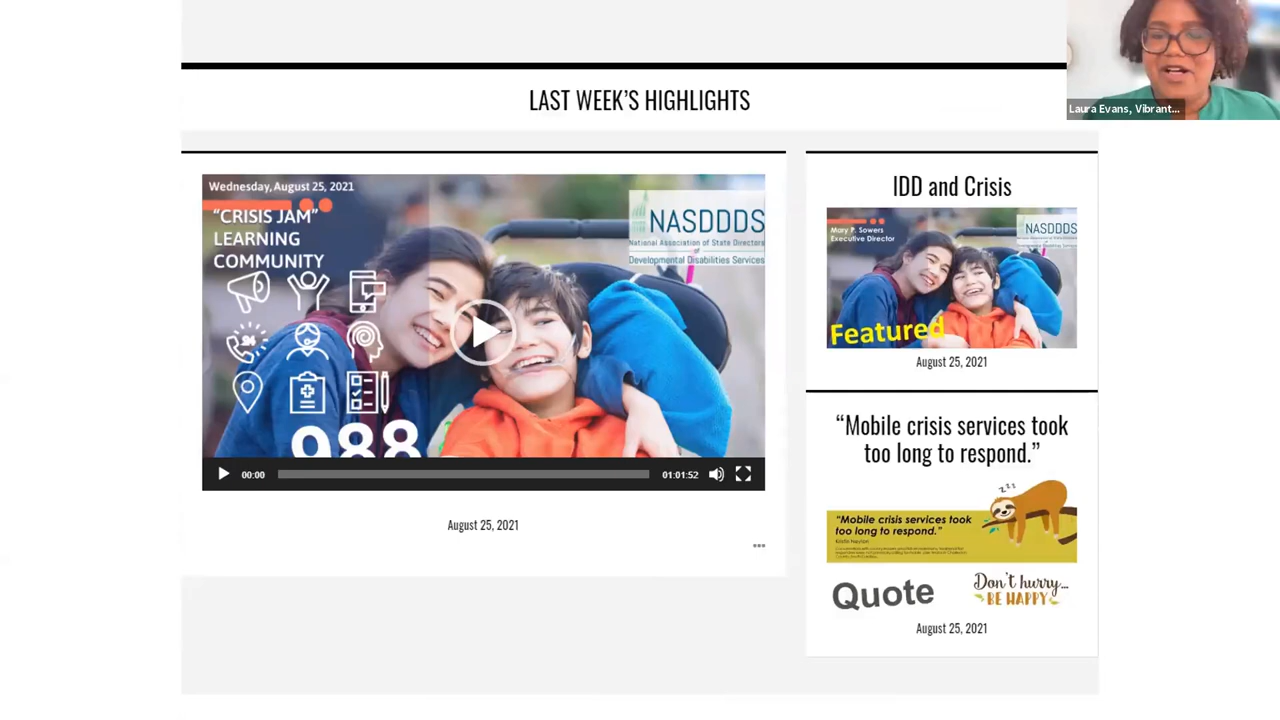 LAST WEEK'S HIGHLIGHTS
Laura Evans, Vibrant...
Wednesday, August 25, 2021
"CRISIS JAM"
LEARNING
COMMUNITY
NASDDDS
National Association of State Directors
of
Developmental Disabilities Services
24
988
00:00
01:01:52
August 25, 2021
IDD and Crisis
Mary P. Sowers
Executive Director
NASDDDS
Featured
August 25, 2021
“Mobile crisis services took
too long to respond.”
zzz
"Mobile crisis services took
too long to respond."
Quote
Don't hurry...
BE HAPPY
August 25, 2021